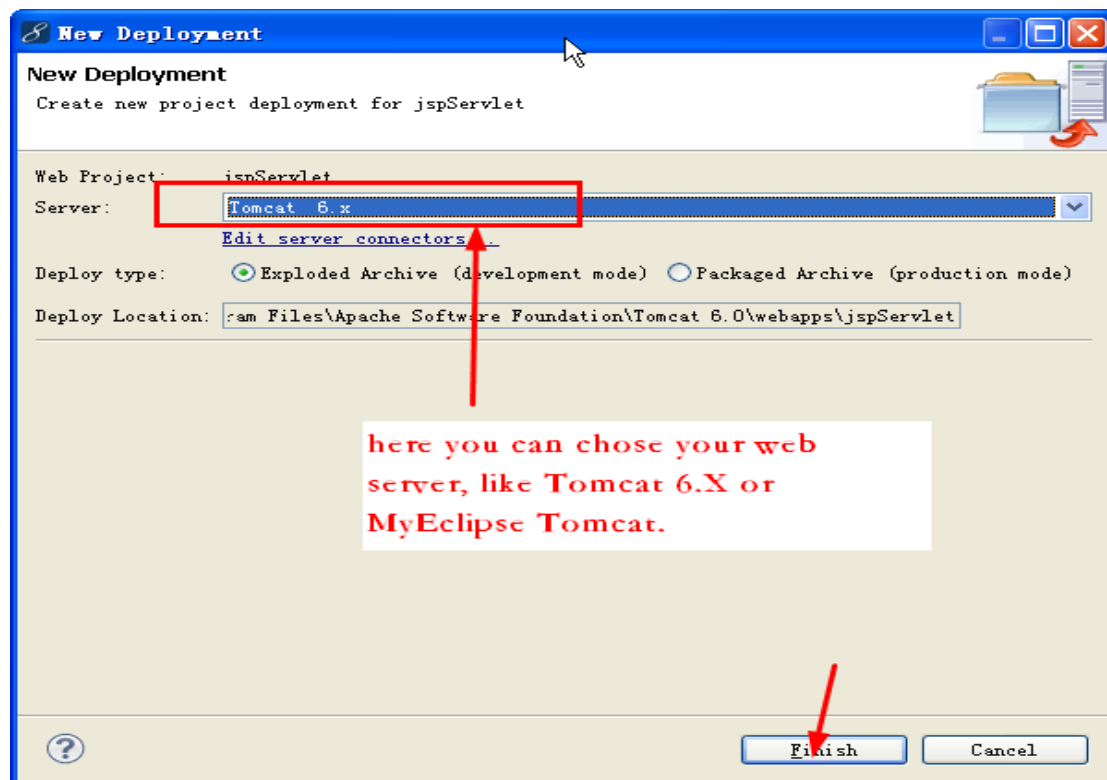 New Deployment
New Deployment
Create new project deployment for jspServlet
Web Project: jspServlet
Server: Tomcat 6.x
Edit server connectors...
Deploy type: Exploded Archive (development mode) Packaged Archive (production mode)
Deploy Location: ram Files\Apache Software Foundation\Tomcat 6.0\webapps\jspServlet
here you can chose your web
server, like Tomcat 6.X or
MyEclipse Tomcat.
? Finish Cancel